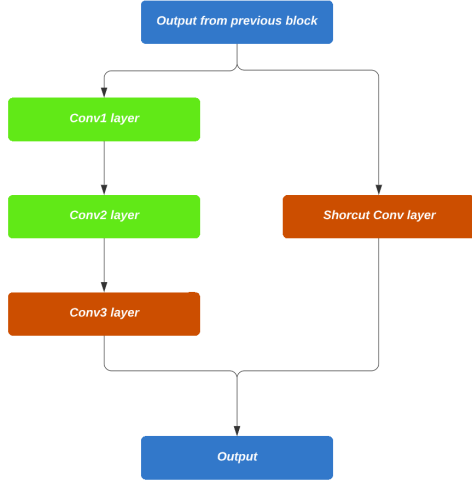 Output from previous block
Conv1 layer
Conv2 layer
Shorcut Conv layer
Conv3 layer
Output